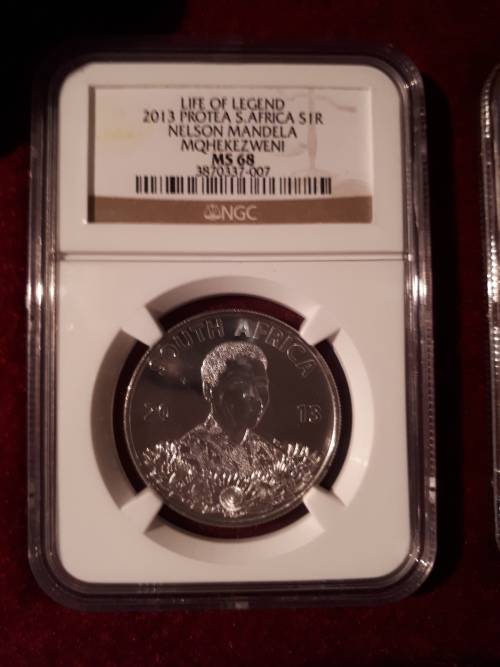 LIFE OF LEGEND
2013 PROTEA S.AFRICA S1R
NELSON MANDELA
MQHEKEZWENI
MS 68
3870337-007
NGC
SOUTH AFRICA
20 13